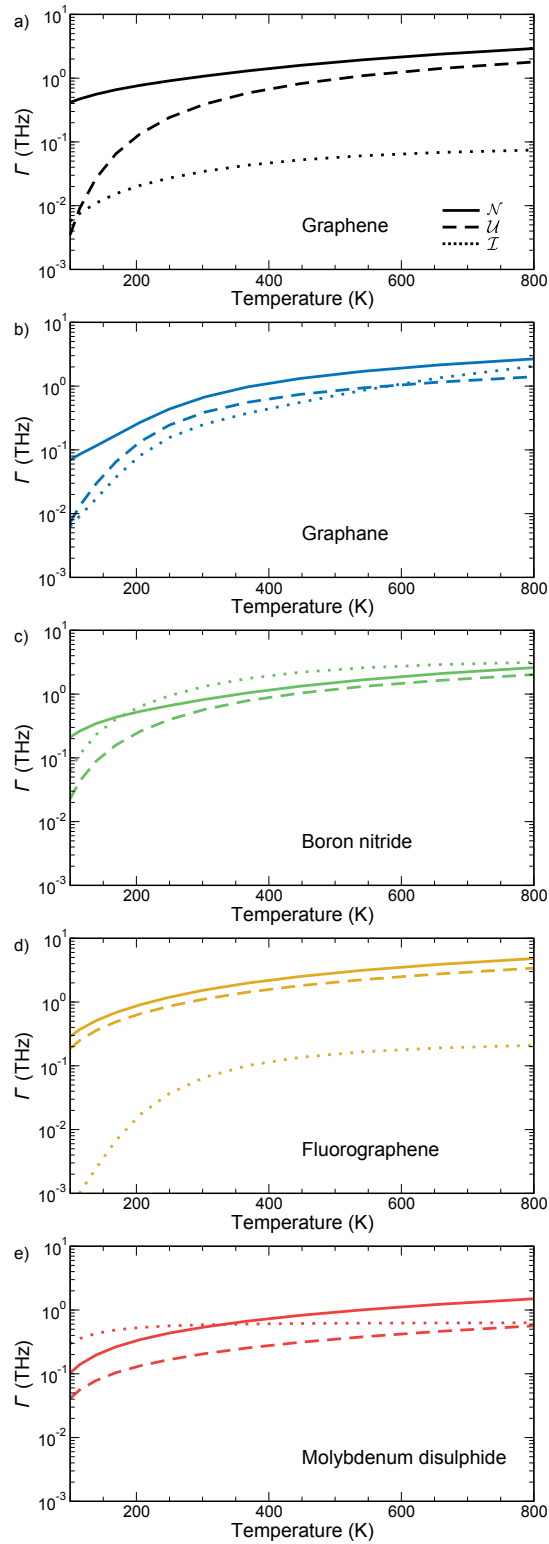 a)
10¹
10⁰
10⁻¹
10⁻²
10⁻³
Γ (THz)
𝒩
𝒰
ℐ
Graphene
200 400 600 800
Temperature (K)
b)
10¹
10⁰
10⁻¹
10⁻²
10⁻³
Γ (THz)
Graphane
200 400 600 800
Temperature (K)
c)
10¹
10⁰
10⁻¹
10⁻²
10⁻³
Γ (THz)
Boron nitride
200 400 600 800
Temperature (K)
d)
10¹
10⁰
10⁻¹
10⁻²
10⁻³
Γ (THz)
Fluorographene
200 400 600 800
Temperature (K)
e)
10¹
10⁰
10⁻¹
10⁻²
10⁻³
Γ (THz)
Molybdenum disulphide
200 400 600 800
Temperature (K)